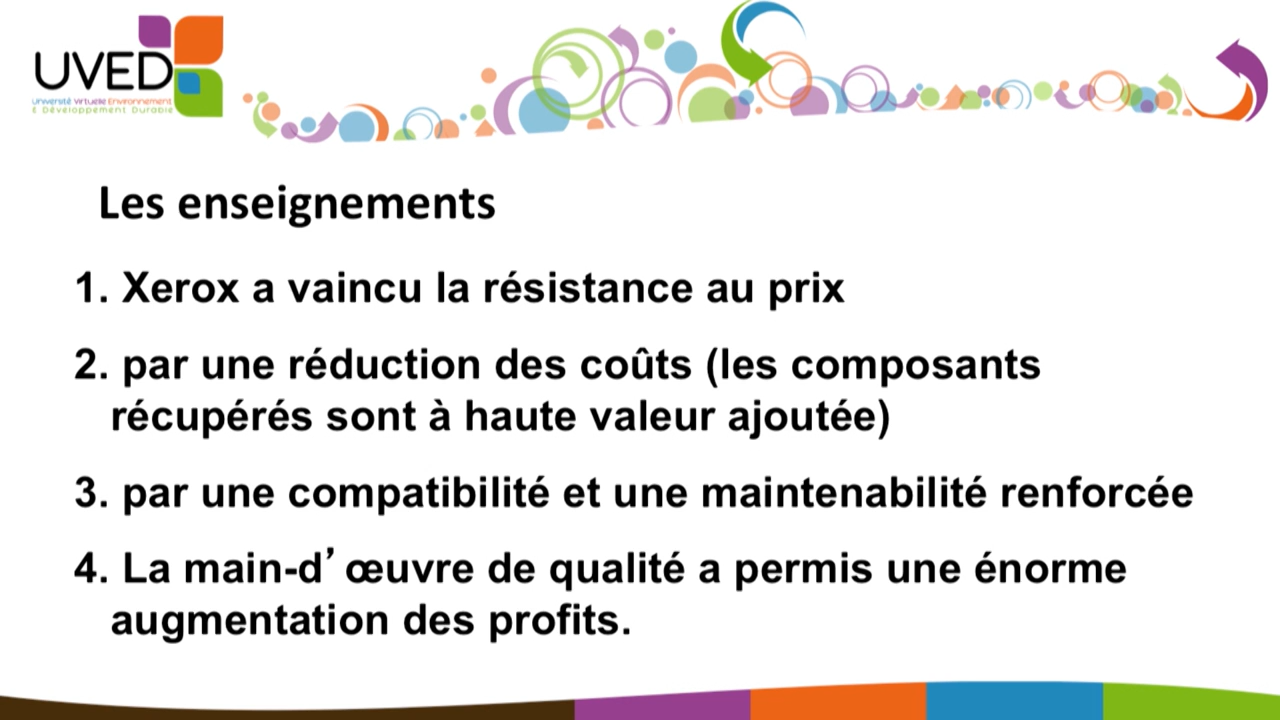 UVED
Université Virtuelle Environnement
& Développement Durable
Les enseignements
1. Xerox a vaincu la résistance au prix
2. par une réduction des coûts (les composants
récupérés sont à haute valeur ajoutée)
3. par une compatibilité et une maintenabilité renforcée
4. La main-d’œuvre de qualité a permis une énorme
augmentation des profits.